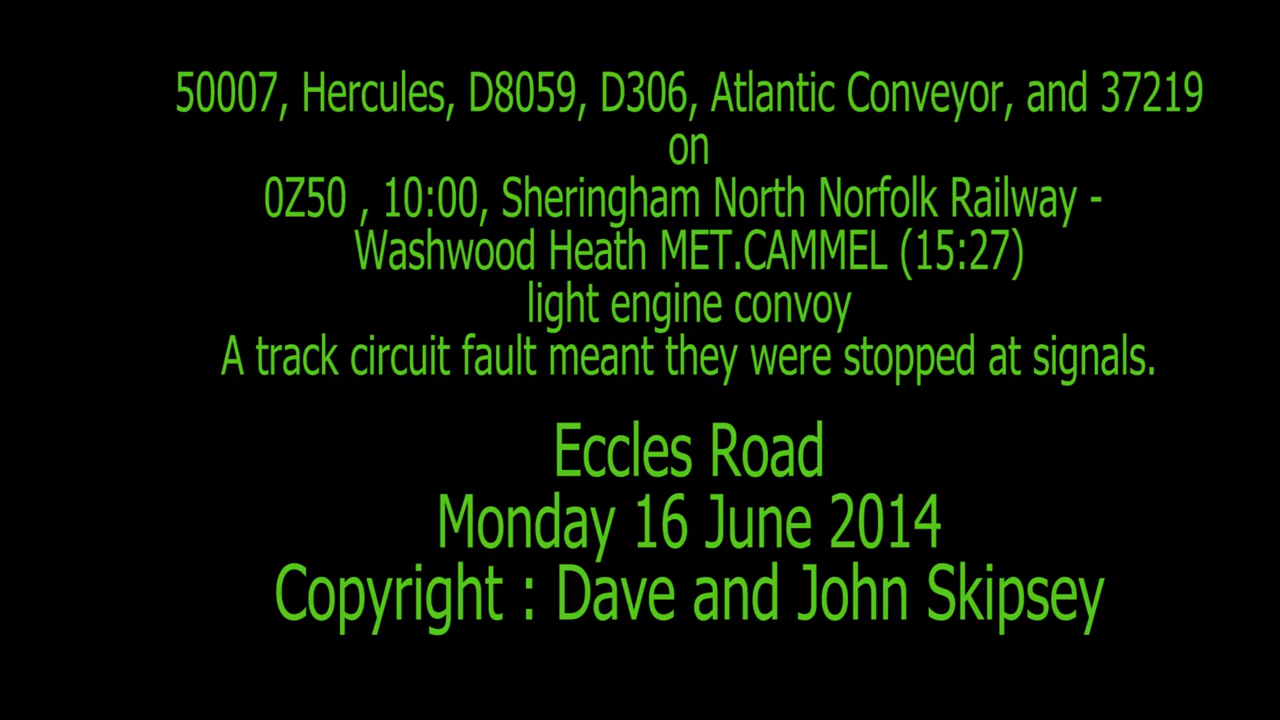 50007, Hercules, D8059, D306, Atlantic Conveyor, and 37219
on
0Z50 , 10:00, Sheringham North Norfolk Railway -
Washwood Heath MET.CAMMEL (15:27)
light engine convoy
A track circuit fault meant they were stopped at signals.
Eccles Road
Monday 16 June 2014
Copyright : Dave and John Skipsey